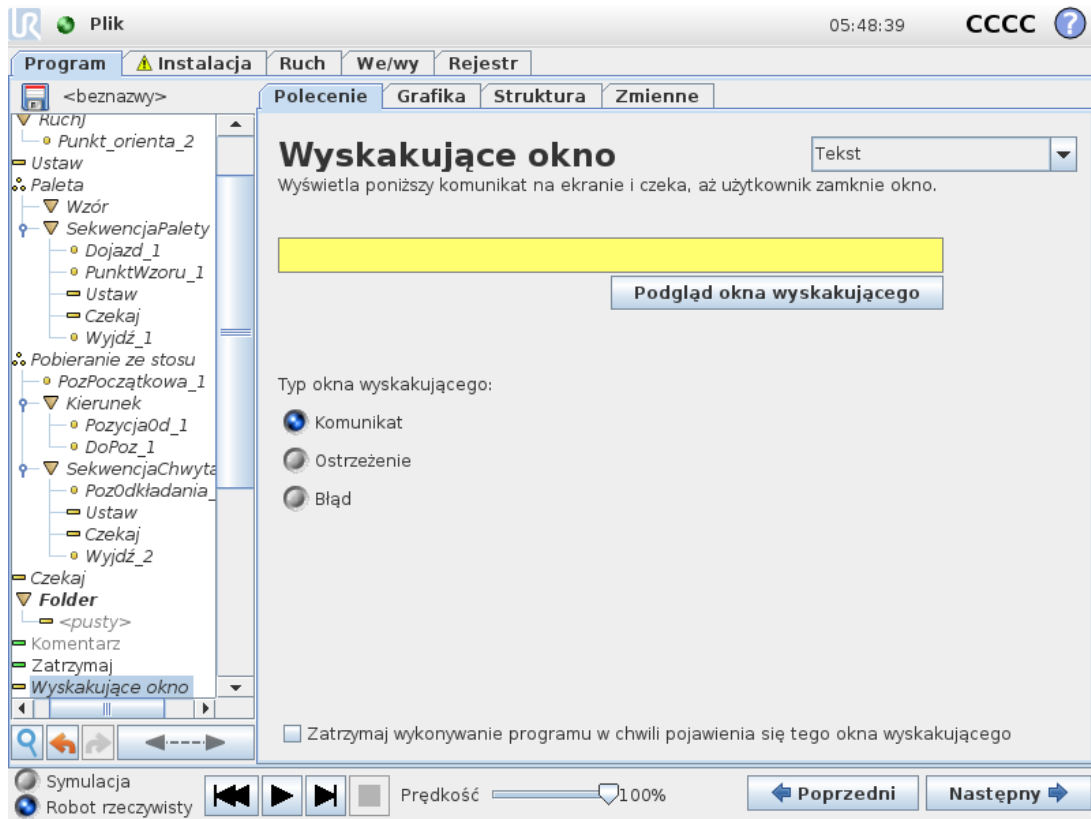 UR Plik 05:48:39 CCCC ?
Program Instalacja Ruch We/wy Rejestr
<beznazwy>
Polecenie Grafika Struktura Zmienne
RuchJ
Punkt_orienta_2
Ustaw
Paleta
Wzór
SekwencjaPalety
Dojazd_1
PunktWzoru_1
Ustaw
Czekaj
Wyjdź_1
Pobieranie ze stosu
PozPoczątkowa_1
Kierunek
PozycjaOd_1
DoPoz_1
SekwencjaChwyta
PozOdkładania_
Ustaw
Czekaj
Wyjdź_2
Czekaj
Folder
<pusty>
Komentarz
Zatrzymaj
Wyskakujące okno
Wyskakujące okno
Tekst
Wyświetla poniższy komunikat na ekranie i czeka, aż użytkownik zamknie okno.
Podgląd okna wyskakującego
Typ okna wyskakującego:
Komunikat
Ostrzeżenie
Błąd
Zatrzymaj wykonywanie programu w chwili pojawienia się tego okna wyskakującego
Symulacja
Robot rzeczywisty
Prędkość 100%
Poprzedni
Następny